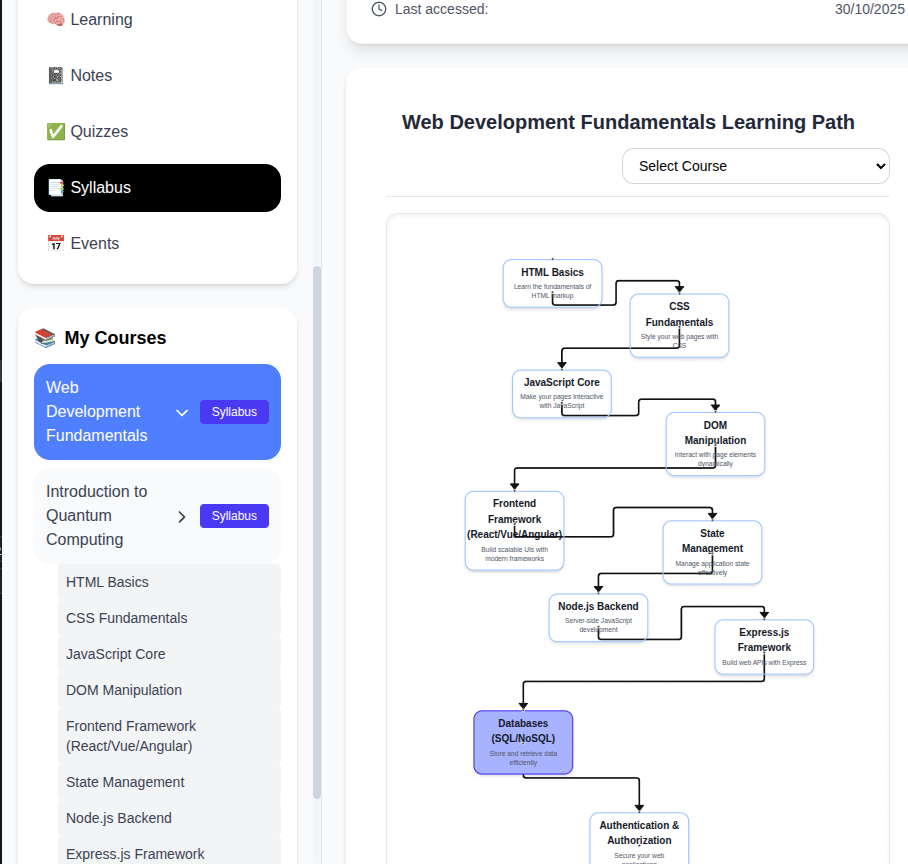 🧠 Learning
📓 Notes
✅ Quizzes
📑 Syllabus
📅 Events
📚 My Courses
Web
Development
Fundamentals
Syllabus
Introduction to
Quantum
Computing
Syllabus
HTML Basics
CSS Fundamentals
JavaScript Core
DOM Manipulation
Frontend Framework
(React/Vue/Angular)
State Management
Node.js Backend
Express.js Framework
Last accessed:
30/10/2025
Web Development Fundamentals Learning Path
Select Course
HTML Basics
Learn the fundamentals of
HTML markup
CSS
Fundamentals
Style your web pages with
CSS
JavaScript Core
Make your pages interactive
with JavaScript
DOM
Manipulation
Interact with page elements
dynamically
Frontend
Framework
(React/Vue/Angular)
Build scalable UIs with
modern frameworks
State
Management
Manage application state
effectively
Node.js Backend
Server-side JavaScript
development
Express.js
Framework
Build web APIs with Express
Databases
(SQL/NoSQL)
Store and retrieve data
efficiently
Authentication &
Authorization
Secure your web
applications